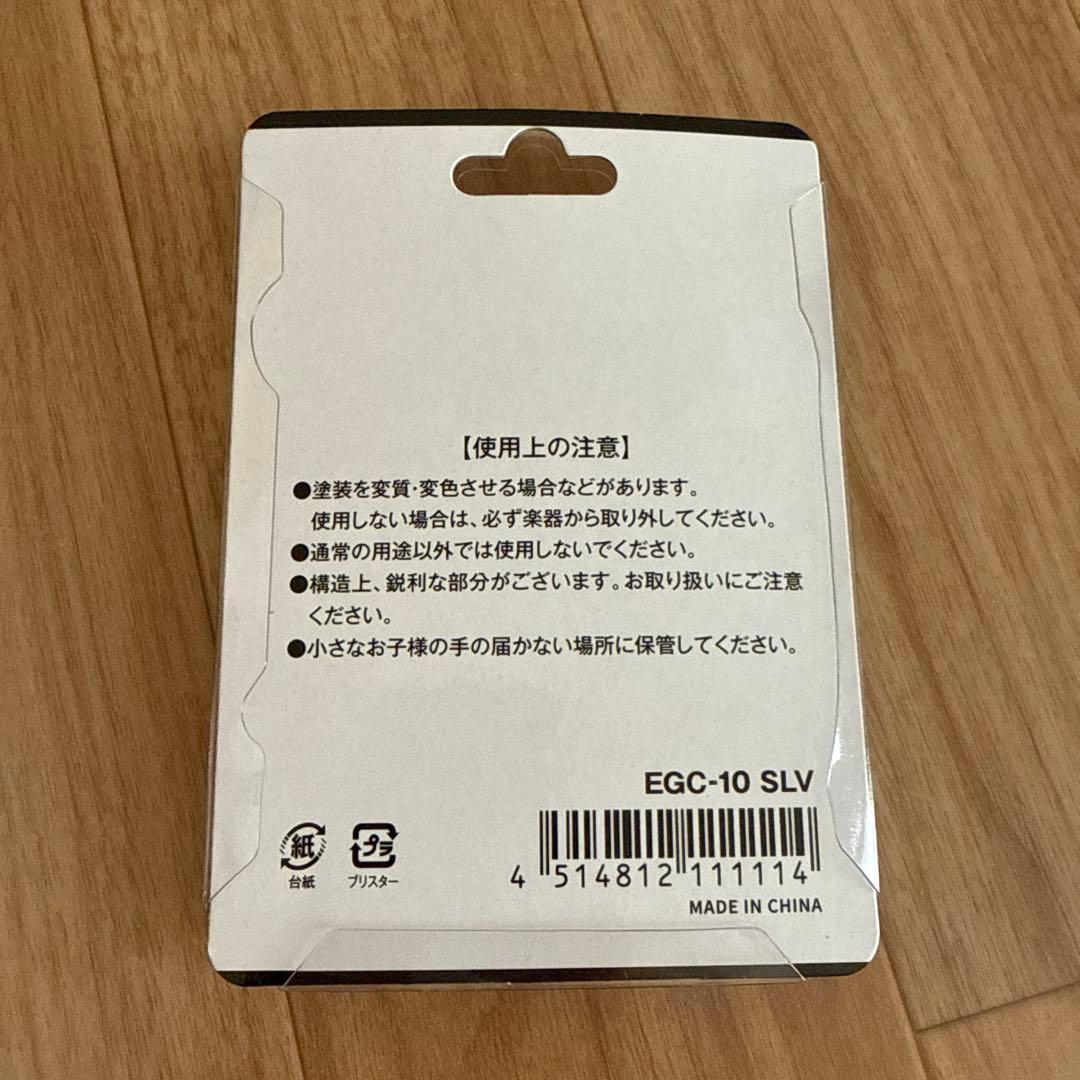 【使用上の注意】
●塗装を変質・変色させる場合などがあります。
使用しない場合は、必ず楽器から取り外してください。
●通常の用途以外では使用しないでください。
●構造上、鋭利な部分がございます。お取り扱いにご注意
ください。
●小さなお子様の手の届かない場所に保管してください。
EGC-10 SLV
紙
台紙
プラ
ブリスター
4 514812 111114
MADE IN CHINA